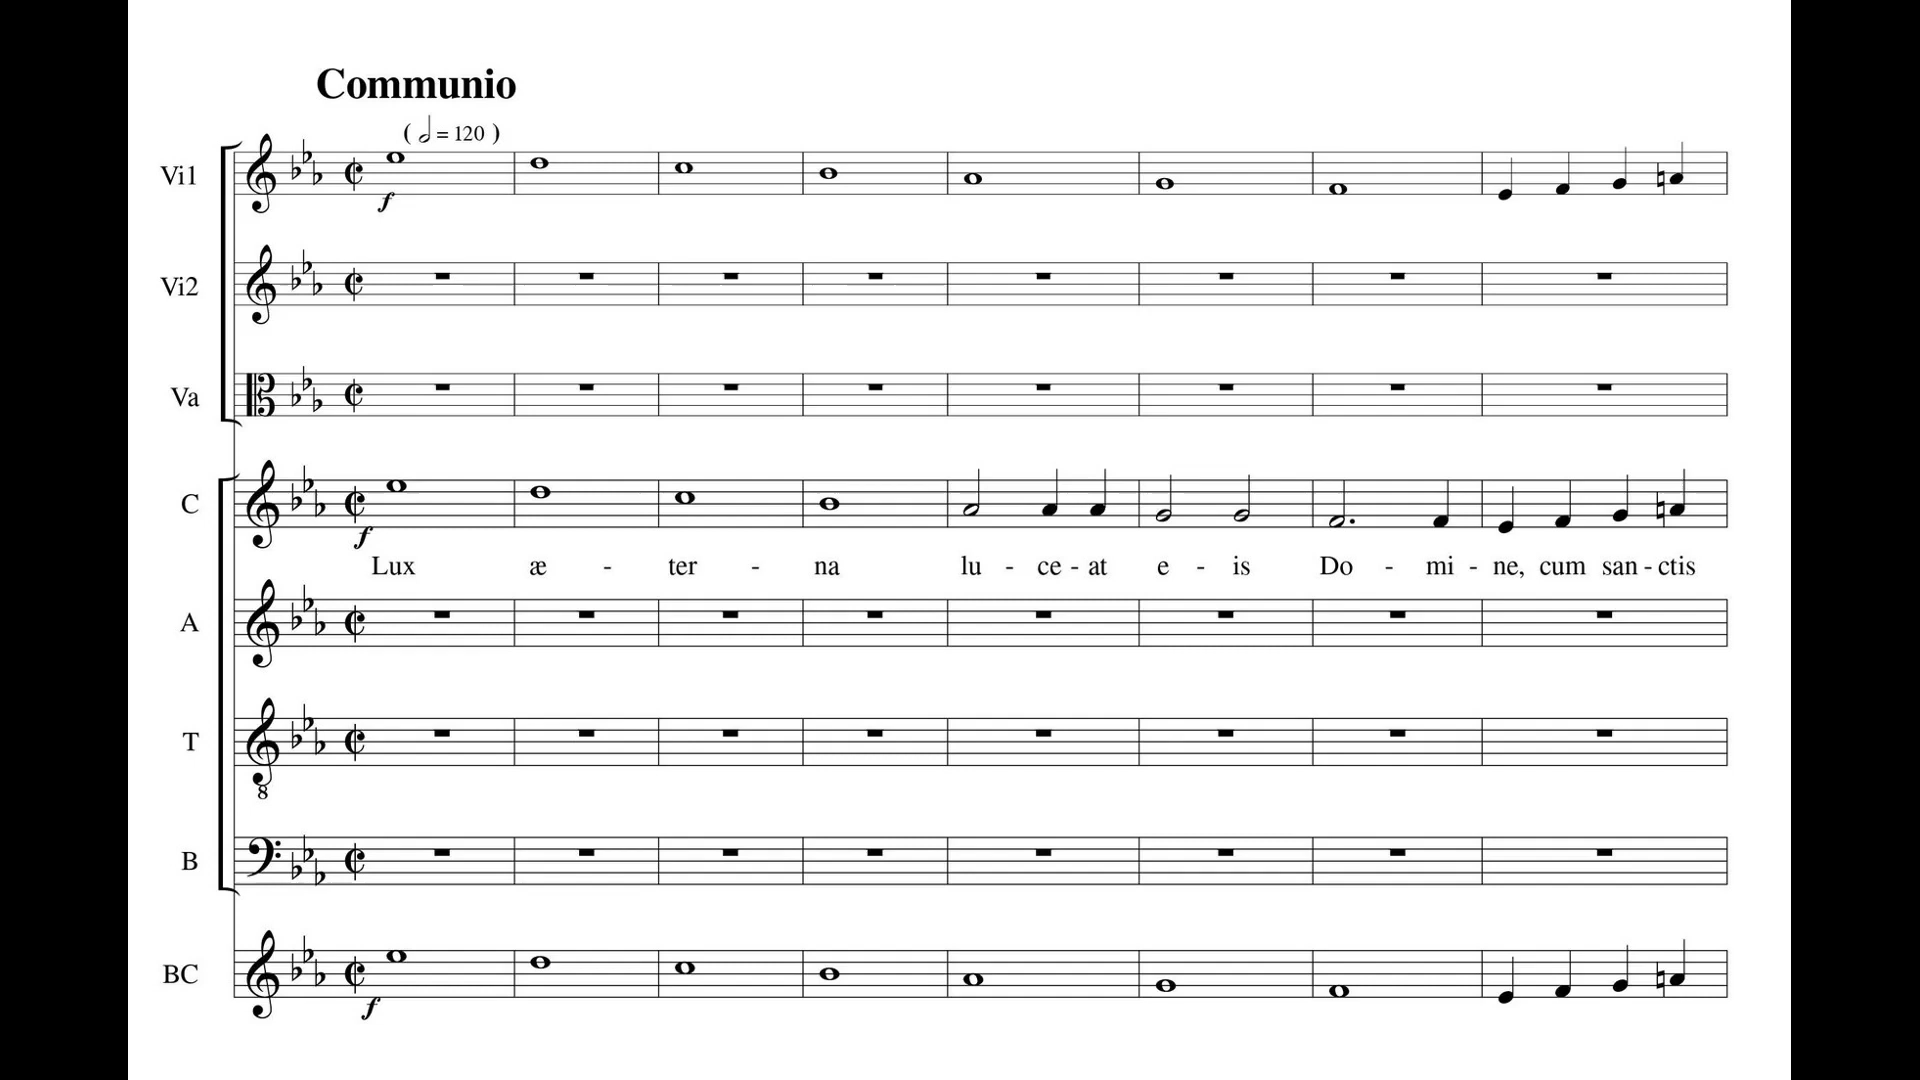 Communio
( = 120 )
Vi1
f
Vi2
Va
C
f
Lux æ - ter - na lu - ce - at e - is Do - mi - ne, cum san - ctis
A
T
8
B
BC
f